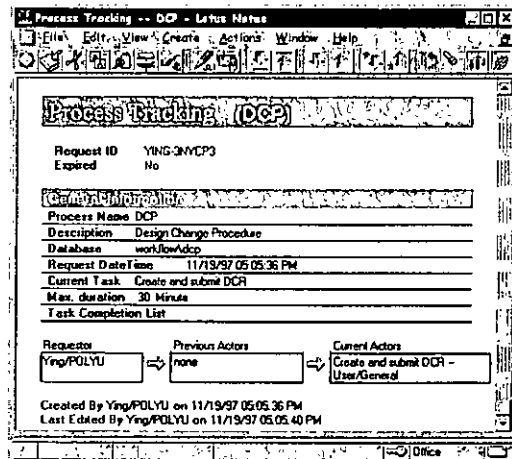 Process Tracking -- DCP - Lotus Notes
File Edit View Create Actions Window Help
Process Tracking (DCP)
Request ID YING-3NYCP3
Expired No
General Information
Process Name DCP
Description Design Change Procedure
Database workflow\dcp
Request DateTime 11/19/97 05:05:36 PM
Current Task Create and submit DCR
Max. duration 30 Minute
Task Completion List
Requestor Previous Actors Current Actors
Ying/POLYU none Create and submit DCR -
User/General
Created By Ying/POLYU on 11/19/97 05:05:36 PM
Last Edited By Ying/POLYU on 11/19/97 05:05:40 PM
Office